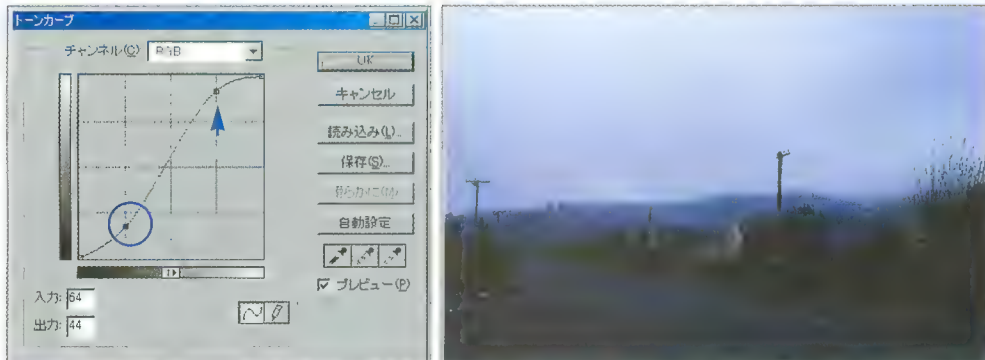 トーンカーブ
チャンネル(C): RGB
OK
キャンセル
読み込み(L)...
保存(S)...
自動設定
プレビュー(P)
入力: 64
出力: 44